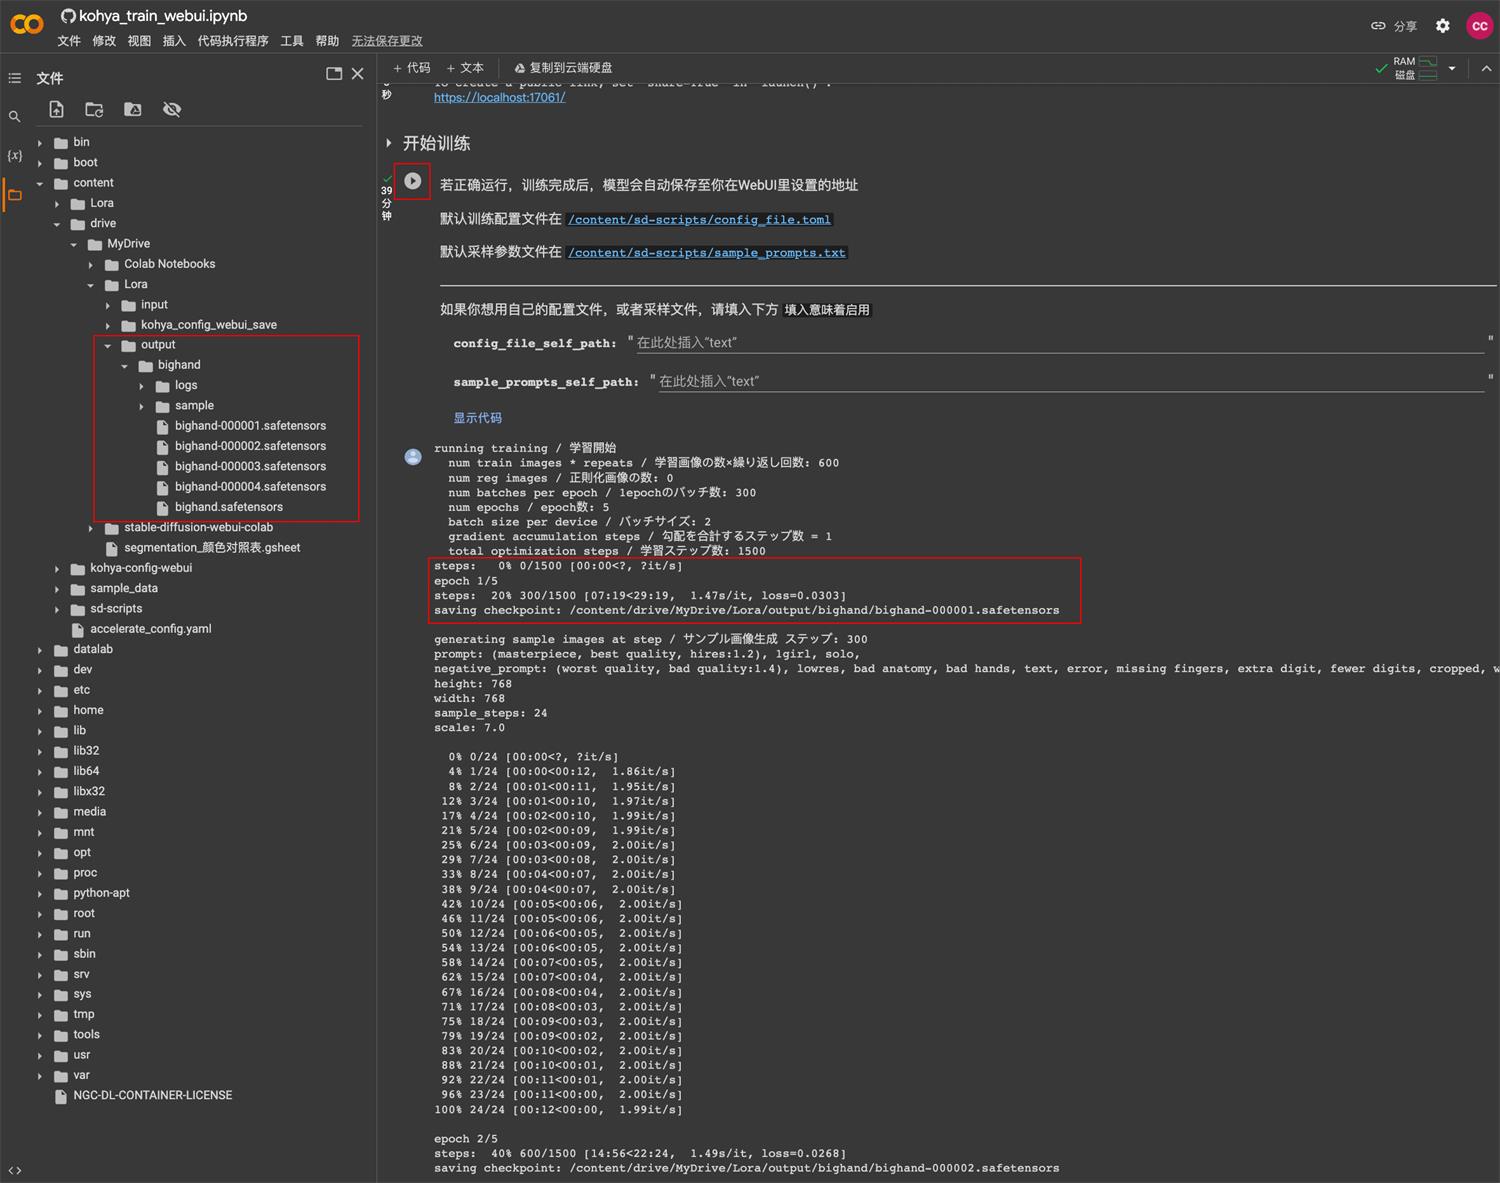 kohya_train_webui.ipynb
文件 修改 视图 插入 代码执行程序 工具 帮助 无法保存更改
分享
CC
文件
+ 代码 + 文本 复制到云端硬盘
RAM
磁盘
{x}
bin
boot
content
Lora
drive
MyDrive
Colab Notebooks
Lora
input
kohya_config_webui_save
output
bighand
logs
sample
bighand-000001.safetensors
bighand-000002.safetensors
bighand-000003.safetensors
bighand-000004.safetensors
bighand.safetensors
stable-diffusion-webui-colab
segmentation_颜色对照表.gsheet
kohya-config-webui
sample_data
sd-scripts
accelerate_config.yaml
datalab
dev
etc
home
lib
lib32
lib64
libx32
media
mnt
opt
proc
python-apt
root
run
sbin
srv
sys
tmp
tools
usr
var
NGC-DL-CONTAINER-LICENSE
秒
To create a public link, set `share=True` in `launch()`.
https://localhost:17061/
开始训练
39
分
钟
若正确运行，训练完成后，模型会自动保存至你在WebUI里设置的地址
默认训练配置文件在 /content/sd-scripts/config_file.toml
默认采样参数文件在 /content/sd-scripts/sample_prompts.txt
如果你想用自己的配置文件，或者采样文件，请填入下方 填入意味着启用
config_file_self_path: "在此处插入“text” "
sample_prompts_self_path: "在此处插入“text” "
显示代码
running training / 学習開始
num train images * repeats / 学習画像の数×繰り返し回数: 600
num reg images / 正則化画像の数: 0
num batches per epoch / 1epochのバッチ数: 300
num epochs / epoch数: 5
batch size per device / バッチサイズ: 2
gradient accumulation steps / 勾配を合計するステップ数 = 1
total optimization steps / 学習ステップ数: 1500
steps:   0% 0/1500 [00:00<?, ?it/s]
epoch 1/5
steps:  20% 300/1500 [07:19<29:19,  1.47s/it, loss=0.0303]
saving checkpoint: /content/drive/MyDrive/Lora/output/bighand/bighand-000001.safetensors
generating sample images at step / サンプル画像生成 ステップ: 300
prompt: (masterpiece, best quality, hires:1.2), 1girl, solo,
negative_prompt: (worst quality, bad quality:1.4), lowres, bad anatomy, bad hands, text, error, missing fingers, extra digit, fewer digits, cropped, w
height: 768
width: 768
sample_steps: 24
scale: 7.0
0% 0/24 [00:00<?, ?it/s]
4% 1/24 [00:00<00:12,  1.86it/s]
8% 2/24 [00:01<00:11,  1.95it/s]
12% 3/24 [00:01<00:10,  1.97it/s]
17% 4/24 [00:02<00:10,  1.99it/s]
21% 5/24 [00:02<00:09,  1.99it/s]
25% 6/24 [00:03<00:09,  2.00it/s]
29% 7/24 [00:03<00:08,  2.00it/s]
33% 8/24 [00:04<00:07,  2.00it/s]
38% 9/24 [00:04<00:07,  2.00it/s]
42% 10/24 [00:05<00:06,  2.00it/s]
46% 11/24 [00:05<00:06,  2.00it/s]
50% 12/24 [00:06<00:05,  2.00it/s]
54% 13/24 [00:06<00:05,  2.00it/s]
58% 14/24 [00:07<00:05,  2.00it/s]
62% 15/24 [00:07<00:04,  2.00it/s]
67% 16/24 [00:08<00:04,  2.00it/s]
71% 17/24 [00:08<00:03,  2.00it/s]
75% 18/24 [00:09<00:03,  2.00it/s]
79% 19/24 [00:09<00:02,  2.00it/s]
83% 20/24 [00:10<00:02,  2.00it/s]
88% 21/24 [00:10<00:01,  2.00it/s]
92% 22/24 [00:11<00:01,  2.00it/s]
96% 23/24 [00:11<00:00,  2.00it/s]
100% 24/24 [00:12<00:00,  1.99it/s]
epoch 2/5
steps:  40% 600/1500 [14:56<22:24,  1.49s/it, loss=0.0268]
saving checkpoint: /content/drive/MyDrive/Lora/output/bighand/bighand-000002.safetensors